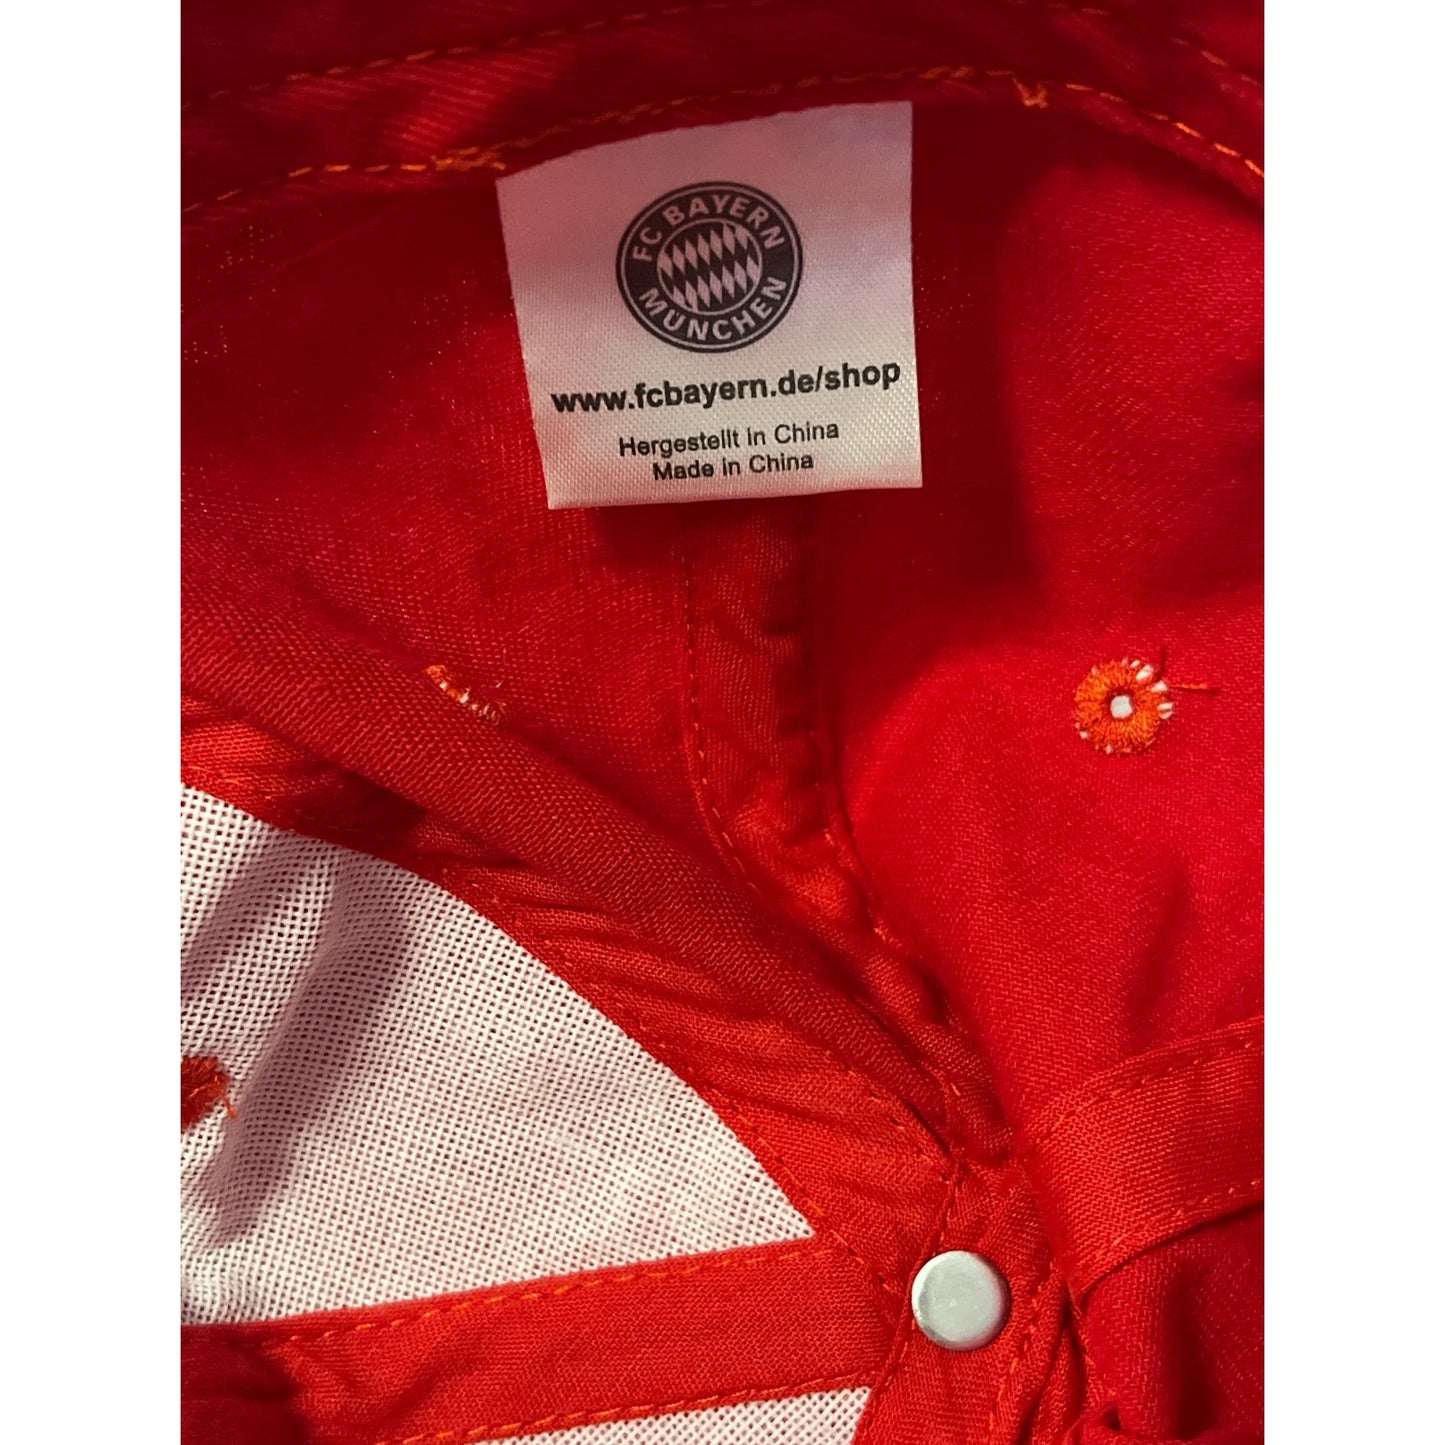 FC BAYERN
MÜNCHEN
www.fcbayern.de/shop
Hergestellt in China
Made in China